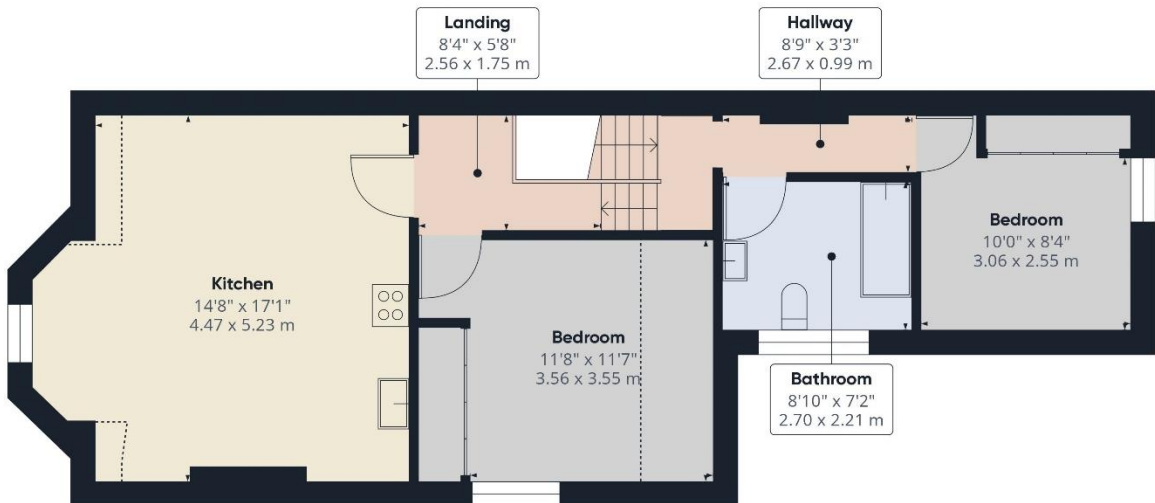 Landing
8'4" x 5'8"
2.56 x 1.75 m
Hallway
8'9" x 3'3"
2.67 x 0.99 m
Kitchen
14'8" x 17'1"
4.47 x 5.23 m
Bedroom
11'8" x 11'7"
3.56 x 3.55 m
Bathroom
8'10" x 7'2"
2.70 x 2.21 m
Bedroom
10'0" x 8'4"
3.06 x 2.55 m